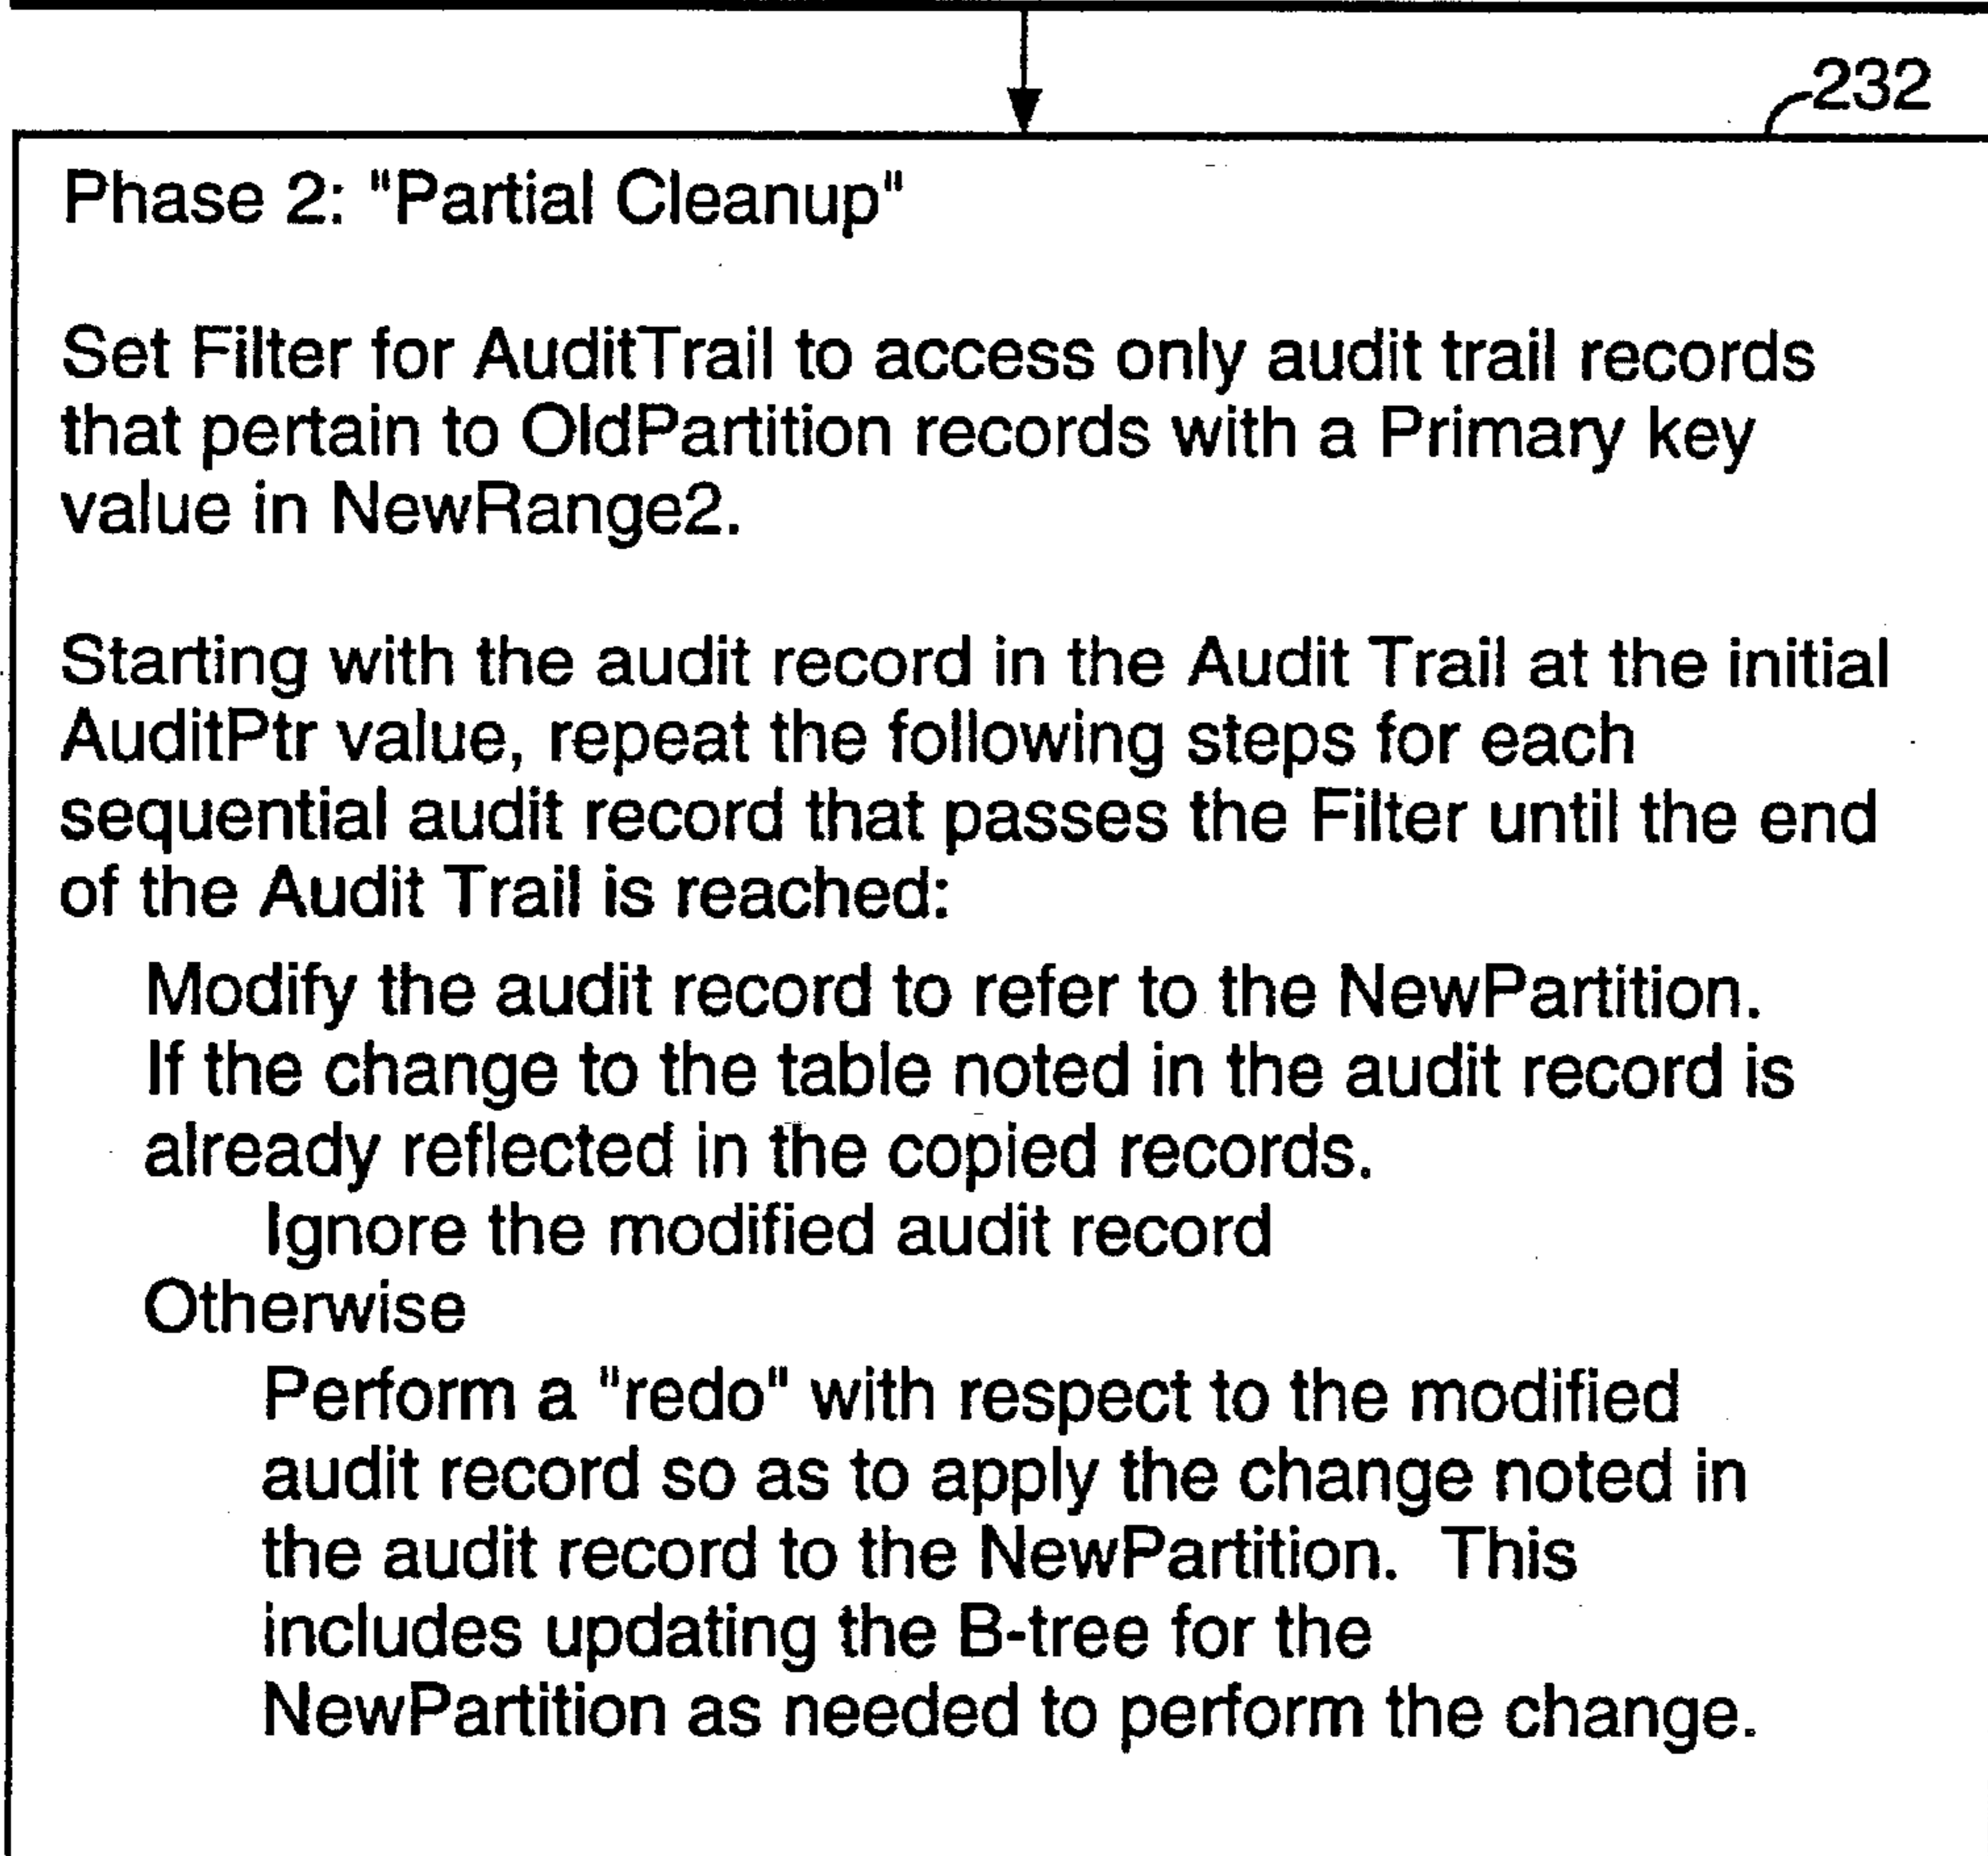 232
Phase 2: "Partial Cleanup"
Set Filter for AuditTrail to access only audit trail records
that pertain to OldPartition records with a Primary key
value in NewRange2.
Starting with the audit record in the Audit Trail at the initial
AuditPtr value, repeat the following steps for each
sequential audit record that passes the Filter until the end
of the Audit Trail is reached:
Modify the audit record to refer to the NewPartition.
If the change to the table noted in the audit record is
already reflected in the copied records.
Ignore the modified audit record
Otherwise
Perform a "redo" with respect to the modified
audit record so as to apply the change noted in
the audit record to the NewPartition.  This
includes updating the B-tree for the
NewPartition as needed to perform the change.